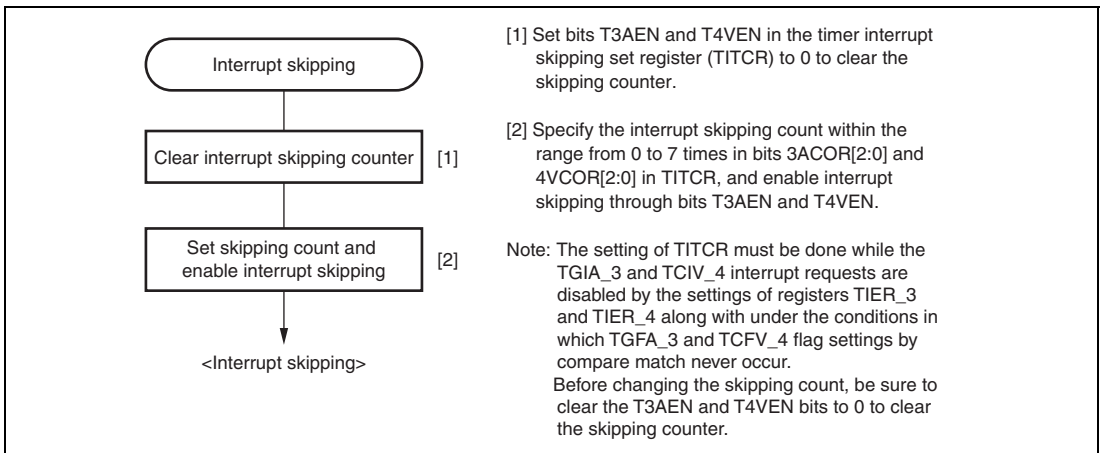 Interrupt skipping
Clear interrupt skipping counter
[1]
Set skipping count and
enable interrupt skipping
[2]
<Interrupt skipping>
[1] Set bits T3AEN and T4VEN in the timer interrupt
skipping set register (TITCR) to 0 to clear the
skipping counter.
[2] Specify the interrupt skipping count within the
range from 0 to 7 times in bits 3ACOR[2:0] and
4VCOR[2:0] in TITCR, and enable interrupt
skipping through bits T3AEN and T4VEN.
Note: The setting of TITCR must be done while the
TGIA_3 and TCIV_4 interrupt requests are
disabled by the settings of registers TIER_3
and TIER_4 along with under the conditions in
which TGFA_3 and TCFV_4 flag settings by
compare match never occur.
Before changing the skipping count, be sure to
clear the T3AEN and T4VEN bits to 0 to clear
the skipping counter.